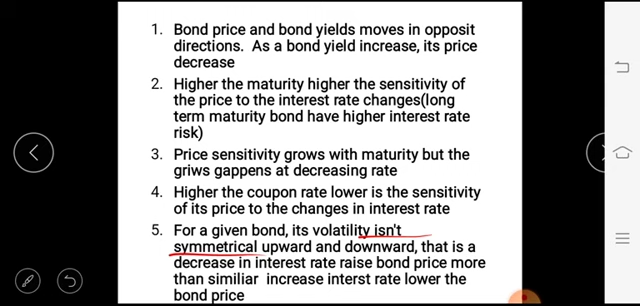 1. Bond price and bond yields moves in opposit
directions. As a bond yield increase, its price
decrease
2. Higher the maturity higher the sensitivity of
the price to the interest rate changes(long
term maturity bond have higher interest rate
risk)
3. Price sensitivity grows with maturity but the
griws gappens at decreasing rate
4. Higher the coupon rate lower is the sensitivity
of its price to the changes in interest rate
5. For a given bond, its volatility isn't
symmetrical upward and downward, that is a
decrease in interest rate raise bond price more
than similiar increase interst rate lower the
bond price